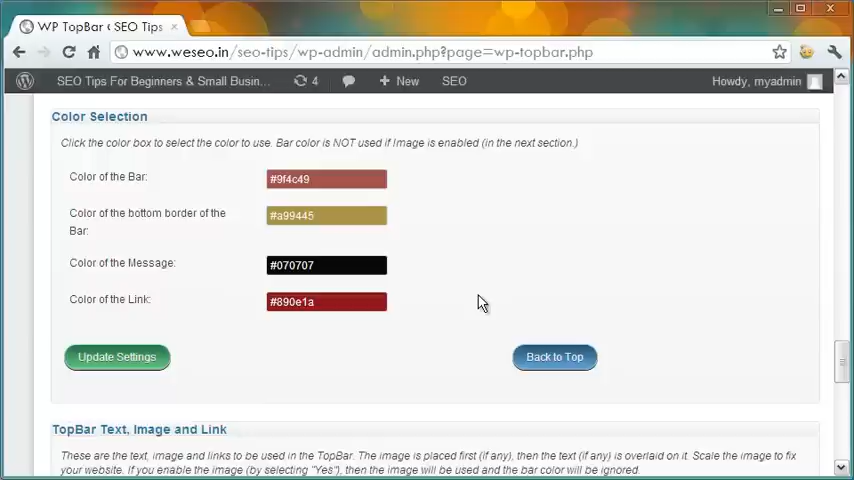 WP TopBar ‹ SEO Tips
www.weseo.in/seo-tips/wp-admin/admin.php?page=wp-topbar.php
SEO Tips For Beginners & Small Busin... 4 New SEO Howdy, myadmin
Color Selection
Click the color box to select the color to use. Bar color is NOT used if Image is enabled (in the next section.)
Color of the Bar: #9f4c49
Color of the bottom border of the #a99445
Bar:
Color of the Message: #070707
Color of the Link: #890e1a
Update Settings Back to Top
TopBar Text, Image and Link
These are the text, image and links to be used in the TopBar. The image is placed first (if any), then the text (if any) is overlaid on it. Scale the image to fix
your website. If you enable the image (by selecting "Yes"), then the image will be used and the bar color will be ignored.